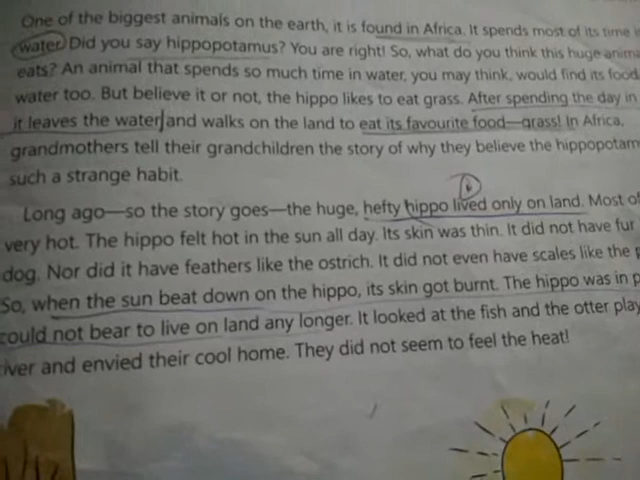 One of the biggest animals on the earth, it is found in Africa. It spends most of its time
water. Did you say hippopotamus? You are right! So, what do you think this huge
eats? An animal that spends so much time in water, you may think, would find its food
water too. But believe it or not, the hippo likes to eat grass. After spending the day in
it leaves the water and walks on the land to eat its favourite food—grass! In Africa,
grandmothers tell their grandchildren the story of why they believe the
such a strange habit.
Long ago—so the story goes—the huge, hefty hippo lived only on land. Most of
very hot. The hippo felt hot in the sun all day. Its skin was thin. It did not have fur
dog. Nor did it have feathers like the ostrich. It did not even have scales like the
So, when the sun beat down on the hippo, its skin got burnt. The hippo was in
could not bear to live on land any longer. It looked at the fish and the otter
and envied their cool home. They did not seem to feel the heat!